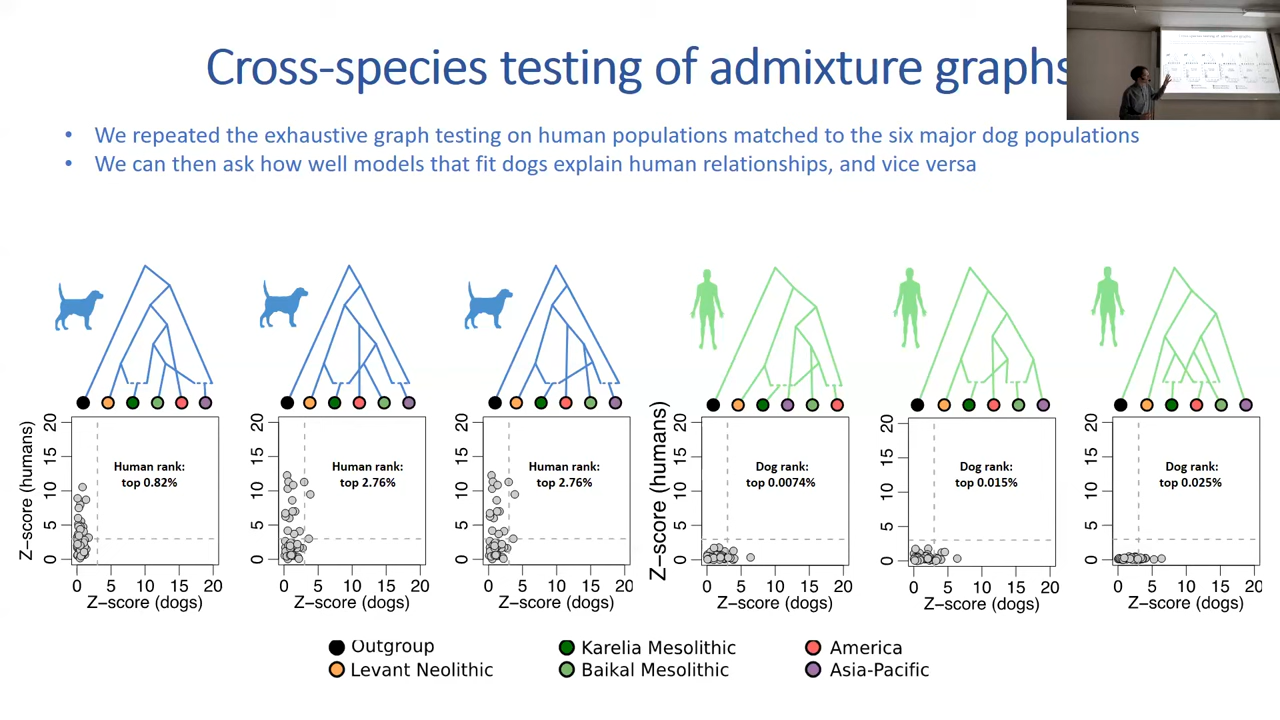 Cross-species testing of admixture graphs
• We repeated the exhaustive graph testing on human populations matched to the six major dog populations
• We can then ask how well models that fit dogs explain human relationships, and vice versa
Z−score (humans)
20
15
10
5
0
Human rank:
top 0.82%
0 5 10 15 20
Z−score (dogs)
20
15
10
5
0
Human rank:
top 2.76%
0 5 10 15 20
Z−score (dogs)
20
15
10
5
0
Human rank:
top 2.76%
0 5 10 15 20
Z−score (dogs)
Z−score (humans)
20
15
10
5
0
Dog rank:
top 0.0074%
0 5 10 15 20
Z−score (dogs)
20
15
10
5
0
Dog rank:
top 0.015%
0 5 10 15 20
Z−score (dogs)
20
15
10
5
0
Dog rank:
top 0.025%
0 5 10 15 20
Z−score (dogs)
Outgroup
Karelia Mesolithic
America
Levant Neolithic
Baikal Mesolithic
Asia-Pacific